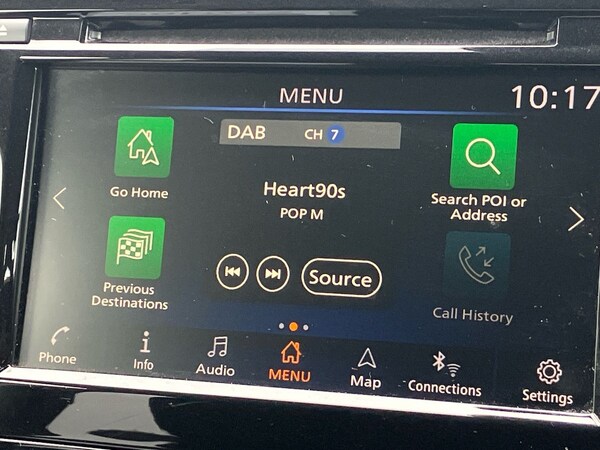 MENU
10:17
DAB CH 7
Go Home
Heart90s
POP M
Search POI or
Address
Previous
Destinations
Source
Call History
Phone
Info
Audio
MENU
Map
Connections
Settings